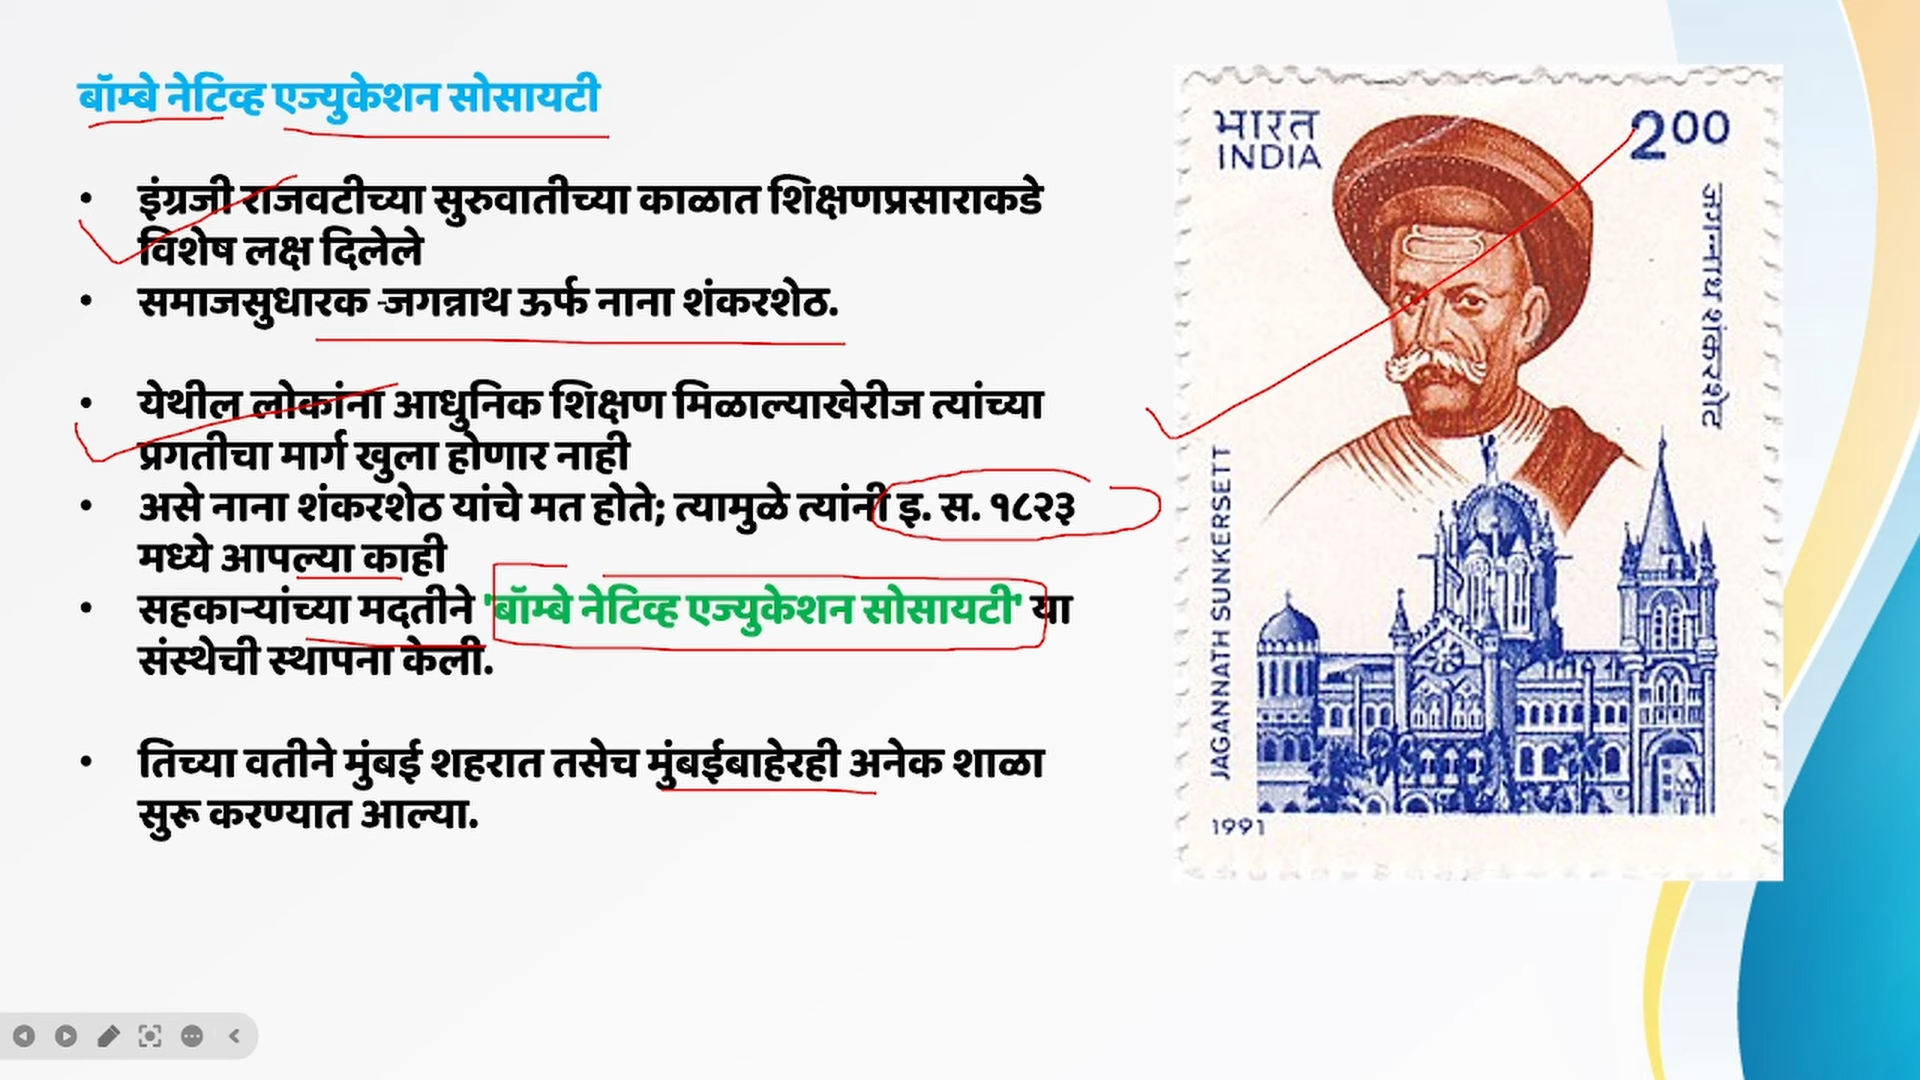 बॉम्बे नेटिव्ह एज्युकेशन सोसायटी
• इंग्रजी राजवटीच्या सुरुवातीच्या काळात शिक्षणप्रसाराकडे
विशेष लक्ष दिलेले
• समाजसुधारक -जगन्नाथ ऊर्फ नाना शंकरशेठ.
• येथील लोकांना आधुनिक शिक्षण मिळाल्याखेरीज त्यांच्या
प्रगतीचा मार्ग खुला होणार नाही
• असे नाना शंकरशेठ यांचे मत होते; त्यामुळे त्यांनी इ. स. १८२३
मध्ये आपल्या काही
• सहकाऱ्यांच्या मदतीने 'बॉम्बे नेटिव्ह एज्युकेशन सोसायटी' या
संस्थेची स्थापना केली.
• तिच्या वतीने मुंबई शहरात तसेच मुंबईबाहेरही अनेक शाळा
सुरू करण्यात आल्या.
भारत
INDIA
200
जगन्नाथ शंकरशेट
JAGANNATH SUNKERSETT
1991